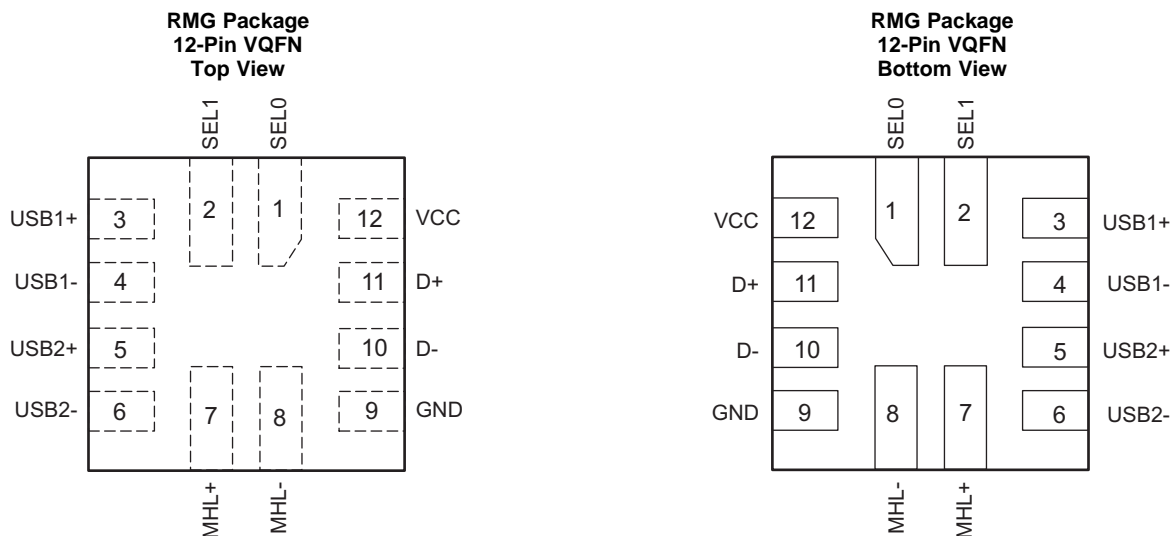 RMG Package
12-Pin VQFN
Top View
SEL1
SEL0
2
1
USB1+
3
12
VCC
USB1-
4
11
D+
USB2+
5
10
D-
USB2-
6
7
8
9
GND
MHL+
MHL-
RMG Package
12-Pin VQFN
Bottom View
SEL0
SEL1
1
2
VCC
12
3
USB1+
D+
11
4
USB1-
D-
10
5
USB2+
GND
9
8
7
6
USB2-
MHL-
MHL+